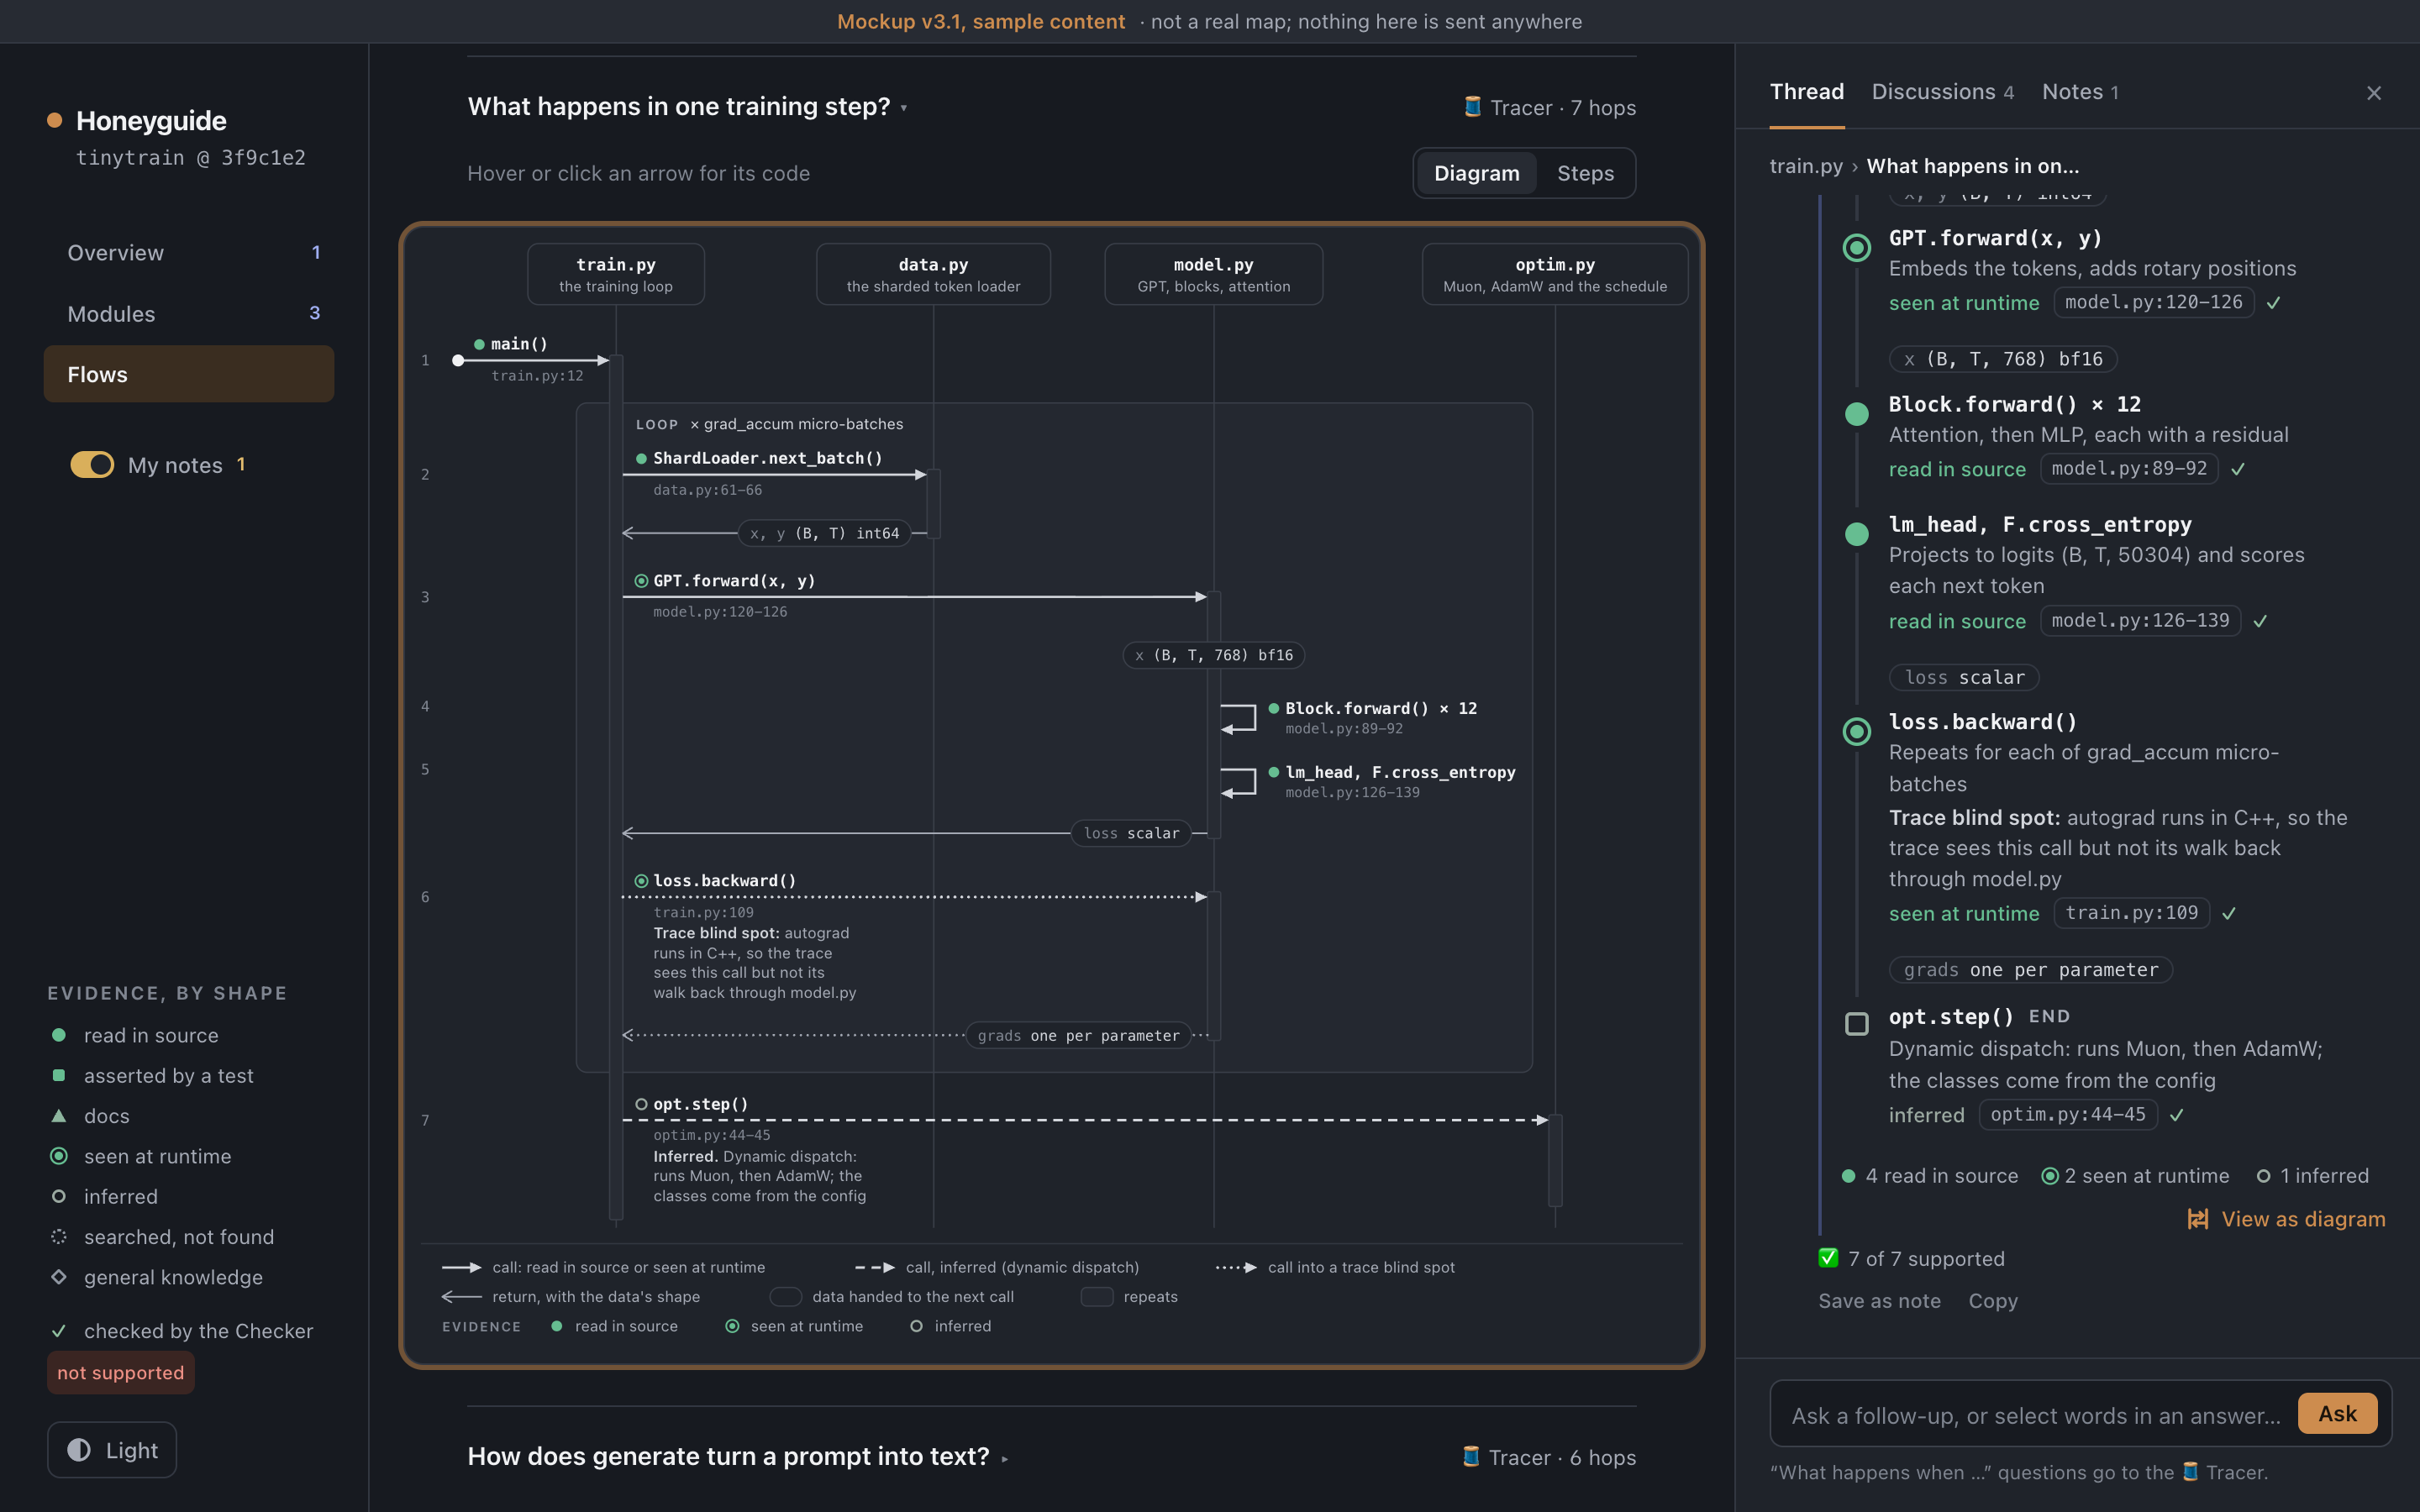 Mockup v3.1, sample content · not a real map; nothing here is sent anywhere
Honeyguide
tinytrain @ 3f9c1e2
Overview 1
Modules 3
Flows
My notes 1
EVIDENCE, BY SHAPE
read in source
asserted by a test
docs
seen at runtime
inferred
searched, not found
general knowledge
✓ checked by the Checker
not supported
Light
What happens in one training step? ▾
Tracer · 7 hops
Hover or click an arrow for its code
Diagram Steps
train.py
the training loop
data.py
the sharded token loader
model.py
GPT, blocks, attention
optim.py
Muon, AdamW and the schedule
1
main()
train.py:12
LOOP × grad_accum micro-batches
2
ShardLoader.next_batch()
data.py:61–66
x, y (B, T) int64
3
GPT.forward(x, y)
model.py:120–126
x (B, T, 768) bf16
4
Block.forward() × 12
model.py:89–92
5
lm_head, F.cross_entropy
model.py:126–139
loss scalar
6
loss.backward()
train.py:109
Trace blind spot: autograd
runs in C++, so the trace
sees this call but not its
walk back through model.py
grads one per parameter
7
opt.step()
optim.py:44–45
Inferred. Dynamic dispatch:
runs Muon, then AdamW; the
classes come from the config
call: read in source or seen at runtime
call, inferred (dynamic dispatch)
call into a trace blind spot
return, with the data's shape
data handed to the next call
repeats
EVIDENCE read in source seen at runtime inferred
How does generate turn a prompt into text? ▸
Tracer · 6 hops
Thread Discussions 4 Notes 1 ×
train.py › What happens in on…
x, y (B, T) int64
GPT.forward(x, y)
Embeds the tokens, adds rotary positions
seen at runtime model.py:120–126 ✓
x (B, T, 768) bf16
Block.forward() × 12
Attention, then MLP, each with a residual
read in source model.py:89–92 ✓
lm_head, F.cross_entropy
Projects to logits (B, T, 50304) and scores
each next token
read in source model.py:126–139 ✓
loss scalar
loss.backward()
Repeats for each of grad_accum micro-
batches
Trace blind spot: autograd runs in C++, so the
trace sees this call but not its walk back
through model.py
seen at runtime train.py:109 ✓
grads one per parameter
opt.step() END
Dynamic dispatch: runs Muon, then AdamW;
the classes come from the config
inferred optim.py:44–45 ✓
4 read in source 2 seen at runtime 1 inferred
View as diagram
✅ 7 of 7 supported
Save as note Copy
Ask a follow-up, or select words in an answer… Ask
“What happens when …” questions go to the 🧵 Tracer.